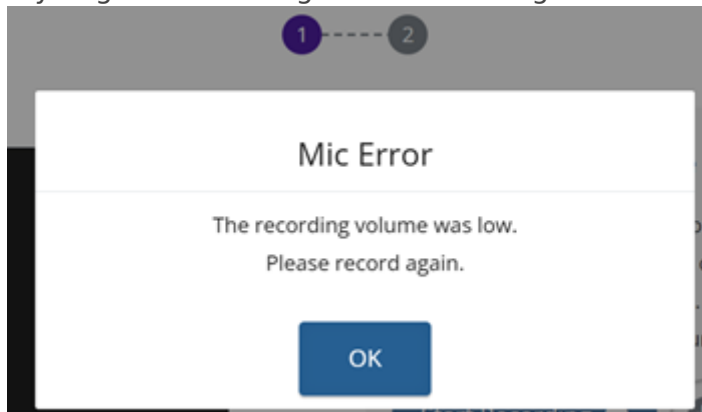 1 2
Mic Error
The recording volume was low.
Please record again.
OK